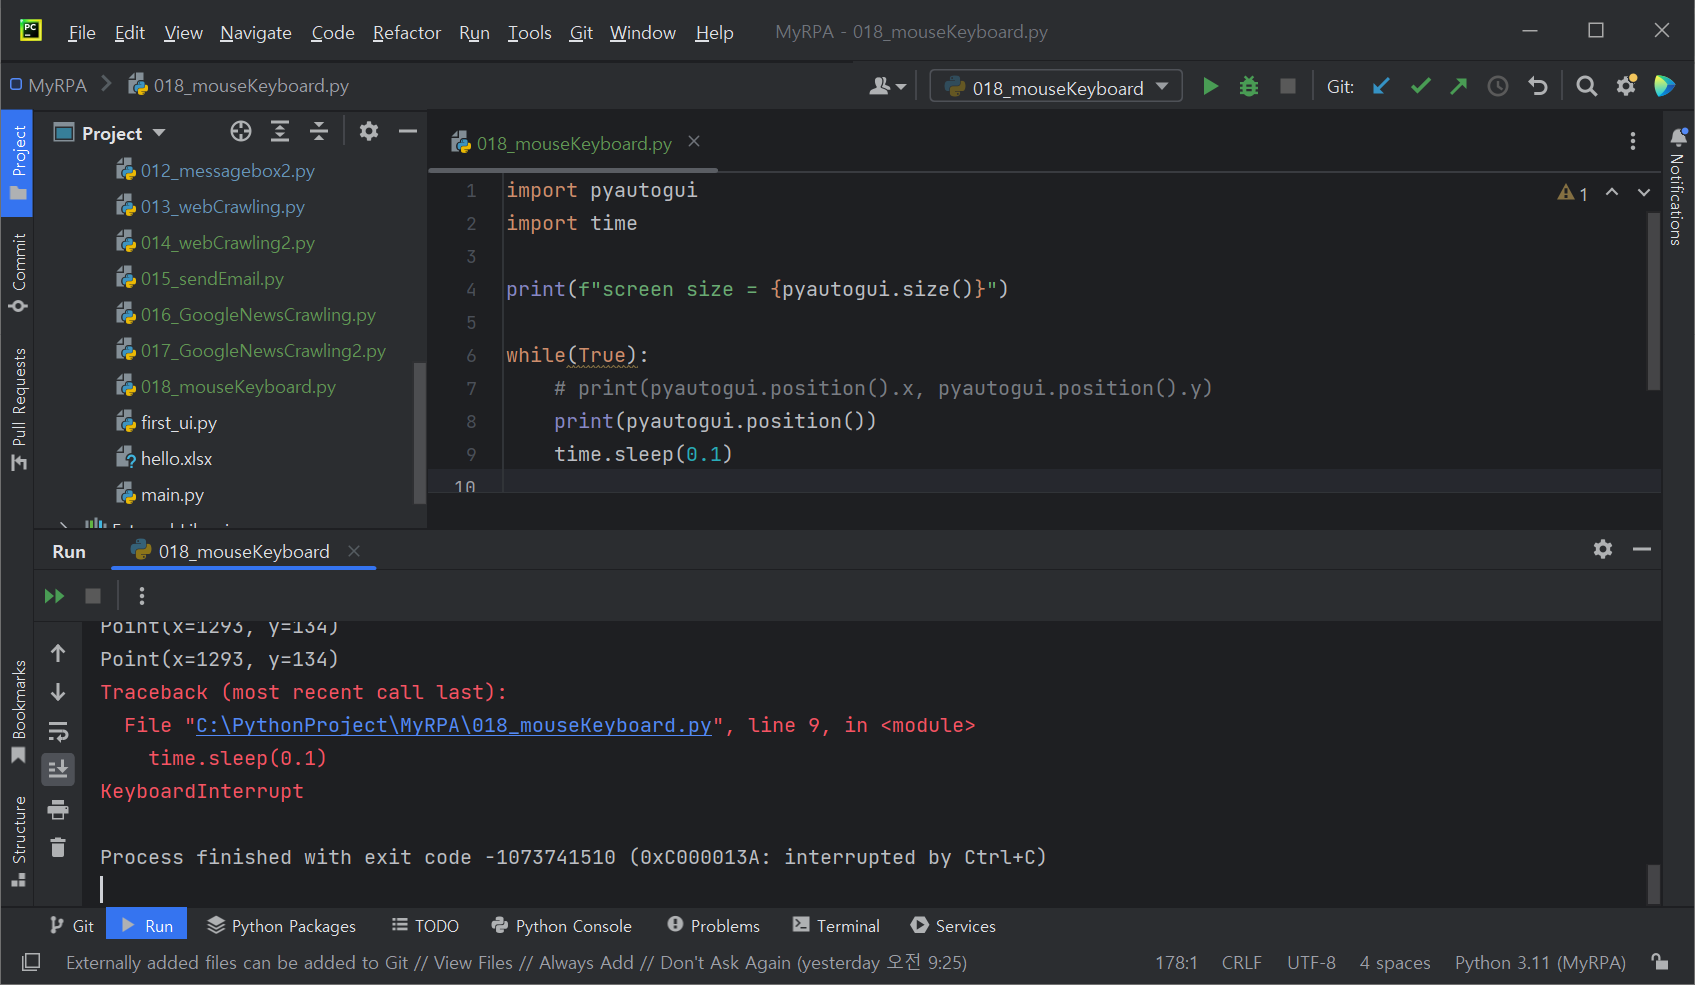 PC
File Edit View Navigate Code Refactor Run Tools Git Window Help MyRPA - 018_mouseKeyboard.py
MyRPA 018_mouseKeyboard.py 018_mouseKeyboard Git:
Project
Commit
Pull Requests
Bookmarks
Structure
Project
012_messagebox2.py
013_webCrawling.py
014_webCrawling2.py
015_sendEmail.py
016_GoogleNewsCrawling.py
017_GoogleNewsCrawling2.py
018_mouseKeyboard.py
first_ui.py
hello.xlsx
main.py
018_mouseKeyboard.py
1 import pyautogui
2 import time
3
4 print(f"screen size = {pyautogui.size()}")
5
6 while(True):
7 # print(pyautogui.position().x, pyautogui.position().y)
8 print(pyautogui.position())
9 time.sleep(0.1)
10
1
Notifications
Run 018_mouseKeyboard
Point(x=1293, y=134)
Point(x=1293, y=134)
Traceback (most recent call last):
File "C:\PythonProject\MyRPA\018_mouseKeyboard.py", line 9, in <module>
time.sleep(0.1)
KeyboardInterrupt
Process finished with exit code -1073741510 (0xC000013A: interrupted by Ctrl+C)
Git Run Python Packages TODO Python Console Problems Terminal Services
Externally added files can be added to Git // View Files // Always Add // Don't Ask Again (yesterday 오전 9:25) 178:1 CRLF UTF-8 4 spaces Python 3.11 (MyRPA)